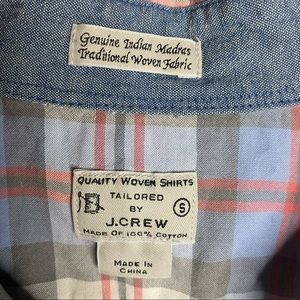 Genuine Indian Madras
Traditional Woven Fabric
QUALITY WOVEN SHIRTS
TAILORED
BY
S
J.CREW
MADE OF 100% COTTON
MADE IN
CHINA